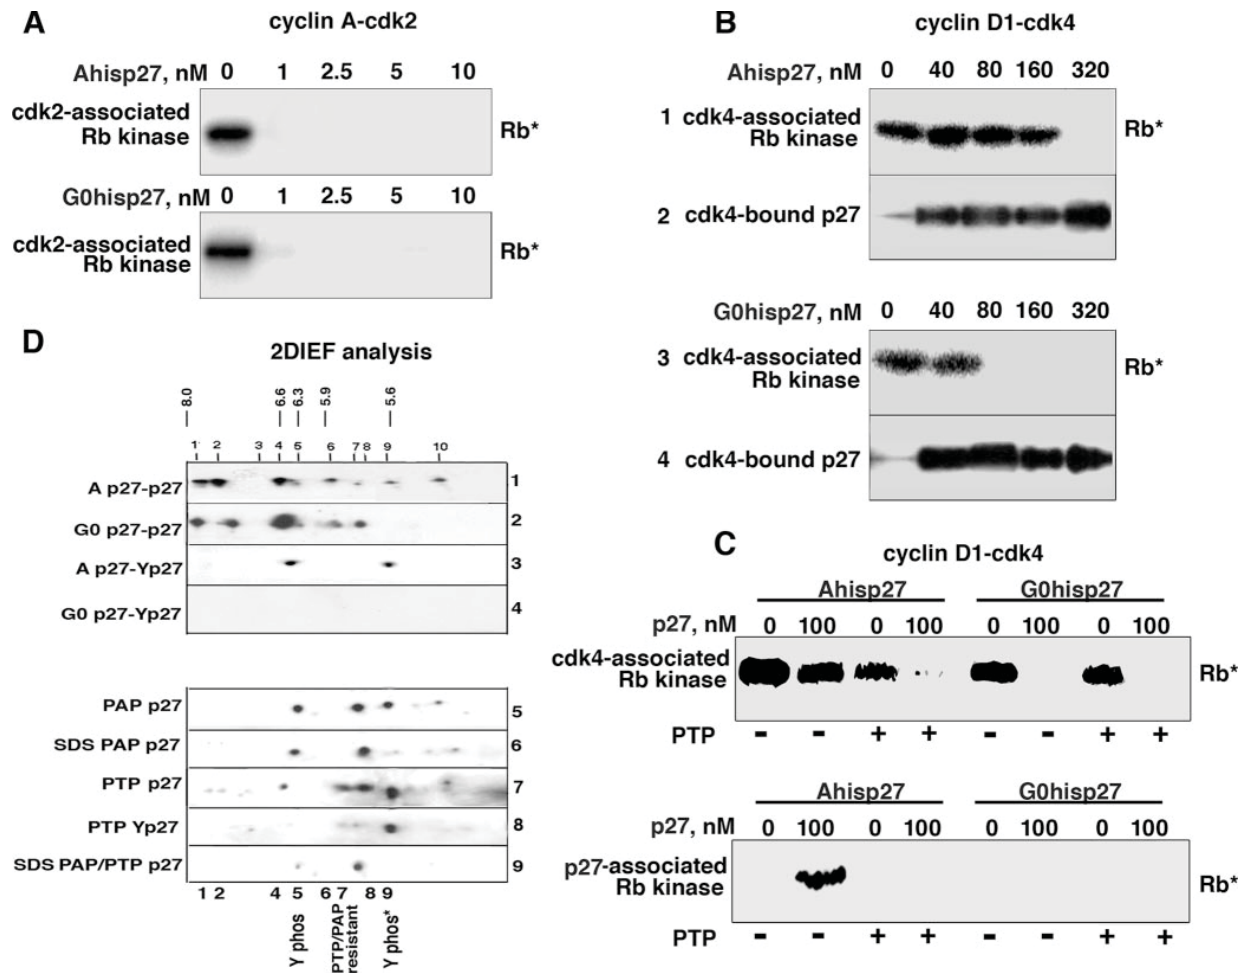 A
cyclin A-cdk2
Ahisp27, nM 0 1 2.5 5 10
cdk2-associated
Rb kinase
Rb*
G0hisp27, nM 0 1 2.5 5 10
cdk2-associated
Rb kinase
Rb*
B
cyclin D1-cdk4
Ahisp27, nM 0 40 80 160 320
1 cdk4-associated
Rb kinase
Rb*
2 cdk4-bound p27
G0hisp27, nM 0 40 80 160 320
3 cdk4-associated
Rb kinase
Rb*
4 cdk4-bound p27
D
2DIEF analysis
8.0 6.6 6.3 5.9 5.6
1 2 3 4 5 6 7 8 9 10
A p27-p27 1
G0 p27-p27 2
A p27-Yp27 3
G0 p27-Yp27 4
PAP p27 5
SDS PAP p27 6
PTP p27 7
PTP Yp27 8
SDS PAP/PTP p27 9
1 2 4 5 6 7 8 9
Y phos
PTP/PAP
resistant
Y phos*
C
cyclin D1-cdk4
Ahisp27 G0hisp27
p27, nM 0 100 0 100 0 100 0 100
cdk4-associated
Rb kinase
Rb*
PTP - - + + - - + +
Ahisp27 G0hisp27
p27, nM 0 100 0 100 0 100 0 100
p27-associated
Rb kinase
Rb*
PTP - - + + - - + +